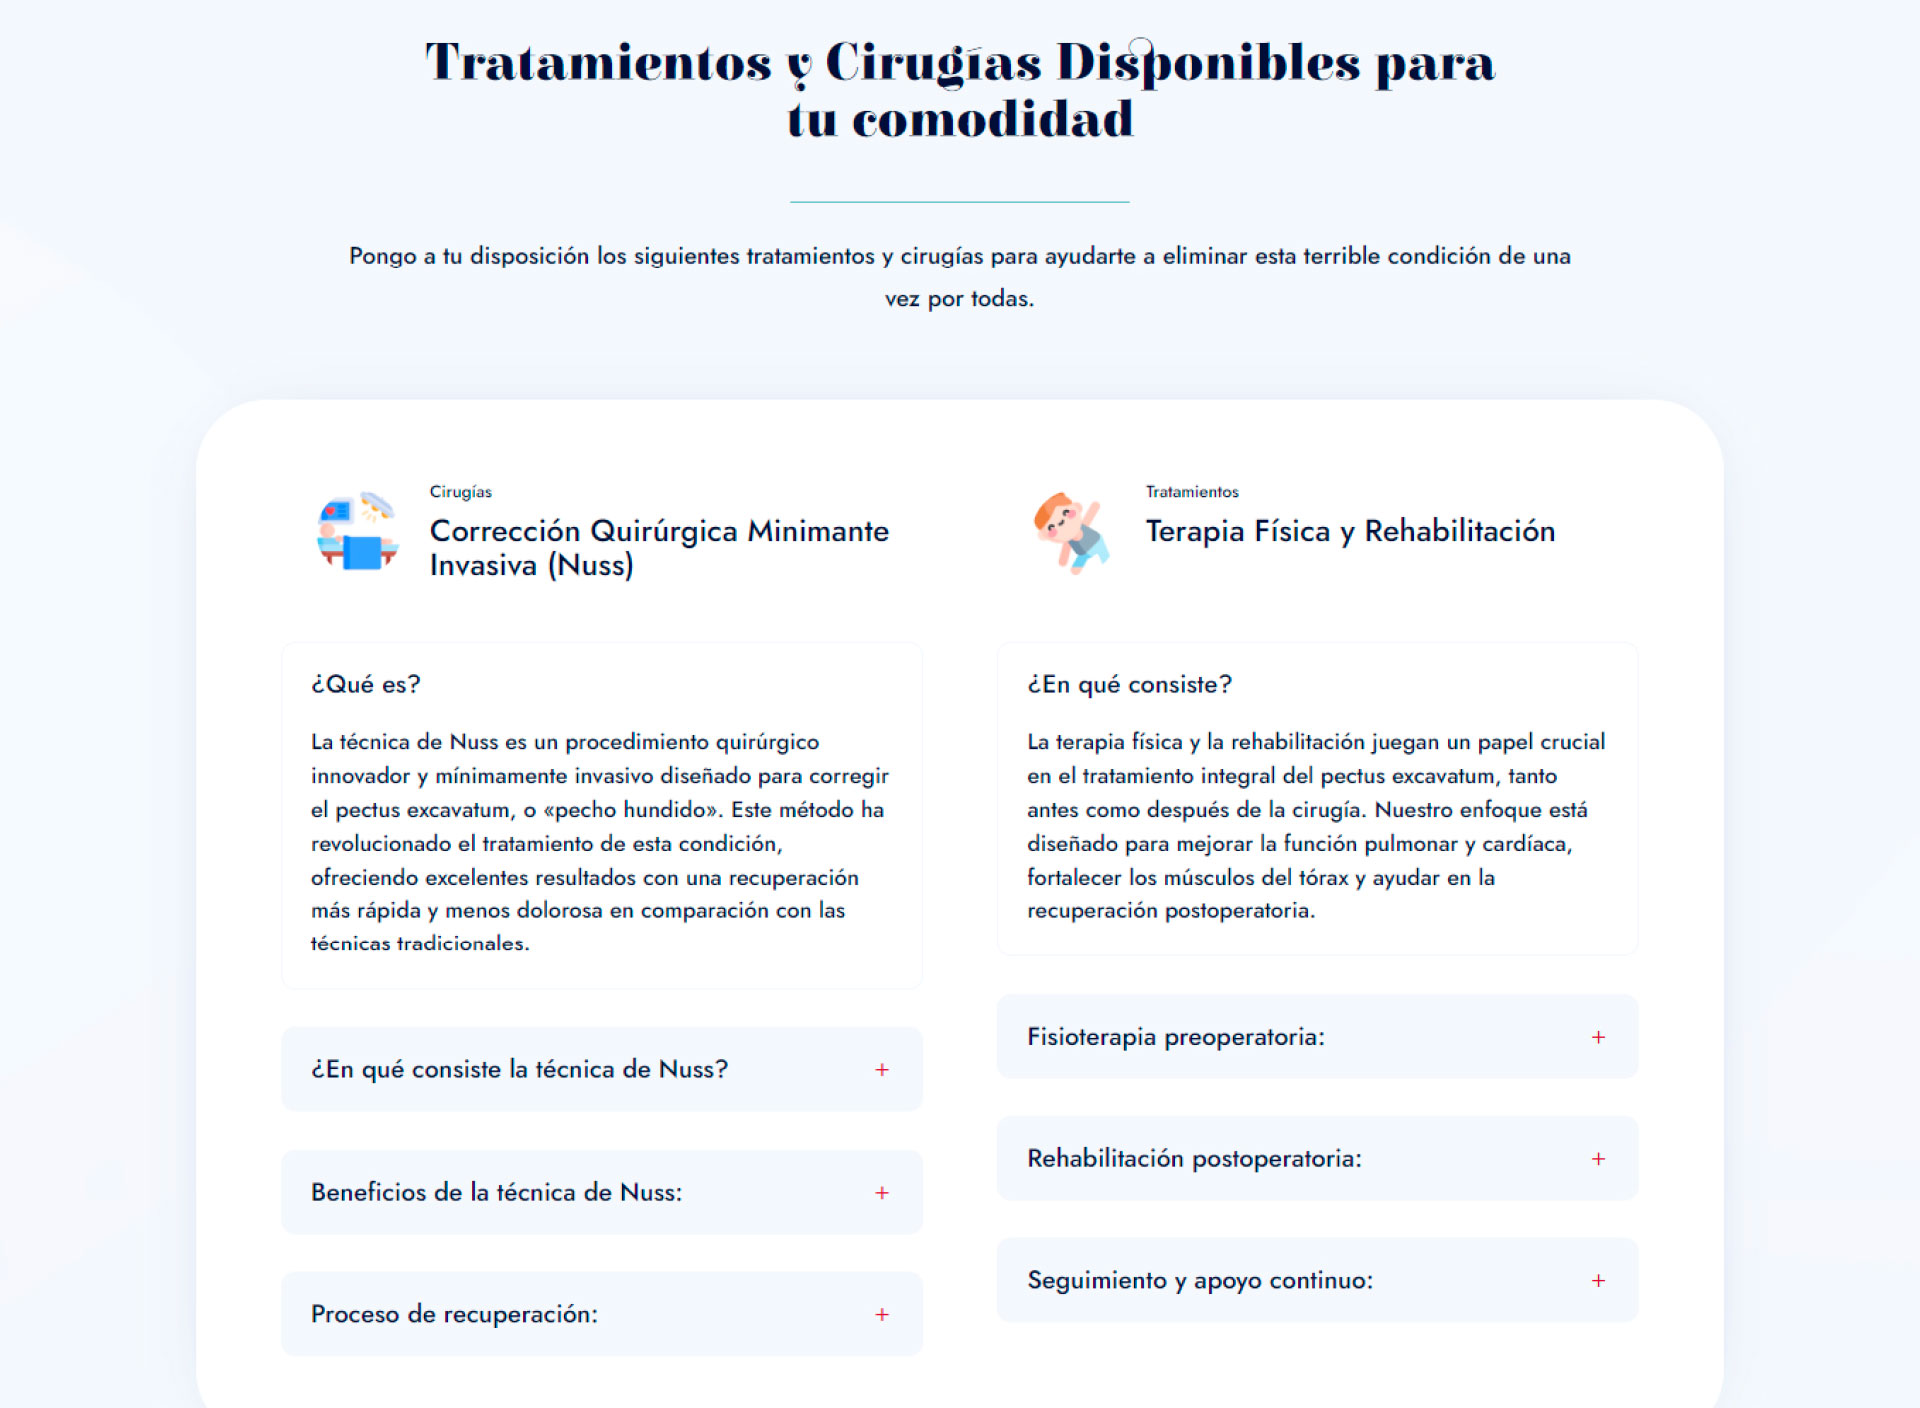 Tratamientos y Cirugías Disponibles para
tu comodidad
Pongo a tu disposición los siguientes tratamientos y cirugías para ayudarte a eliminar esta terrible condición de una
vez por todas.
Cirugías
Corrección Quirúrgica Minimante
Invasiva (Nuss)
¿Qué es?
La técnica de Nuss es un procedimiento quirúrgico
innovador y mínimamente invasivo diseñado para corregir
el pectus excavatum, o «pecho hundido». Este método ha
revolucionado el tratamiento de esta condición,
ofreciendo excelentes resultados con una recuperación
más rápida y menos dolorosa en comparación con las
técnicas tradicionales.
¿En qué consiste la técnica de Nuss? +
Beneficios de la técnica de Nuss: +
Proceso de recuperación: +
Tratamientos
Terapia Física y Rehabilitación
¿En qué consiste?
La terapia física y la rehabilitación juegan un papel crucial
en el tratamiento integral del pectus excavatum, tanto
antes como después de la cirugía. Nuestro enfoque está
diseñado para mejorar la función pulmonar y cardíaca,
fortalecer los músculos del tórax y ayudar en la
recuperación postoperatoria.
Fisioterapia preoperatoria: +
Rehabilitación postoperatoria: +
Seguimiento y apoyo continuo: +